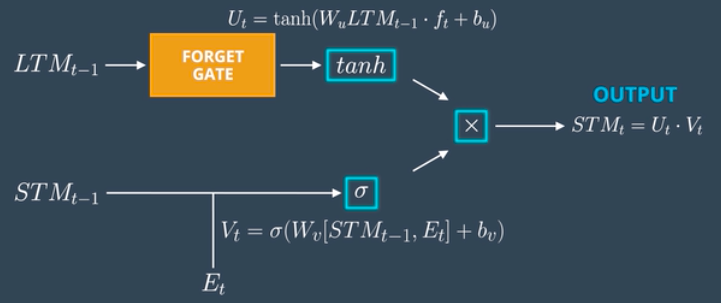 U_t = tanh(W_u LTM_{t-1} · f_t + b_u)
LTM_{t-1}
FORGET
GATE
tanh
OUTPUT
×
STM_t = U_t · V_t
STM_{t-1}
σ
V_t = σ(W_v[STM_{t-1}, E_t] + b_v)
E_t